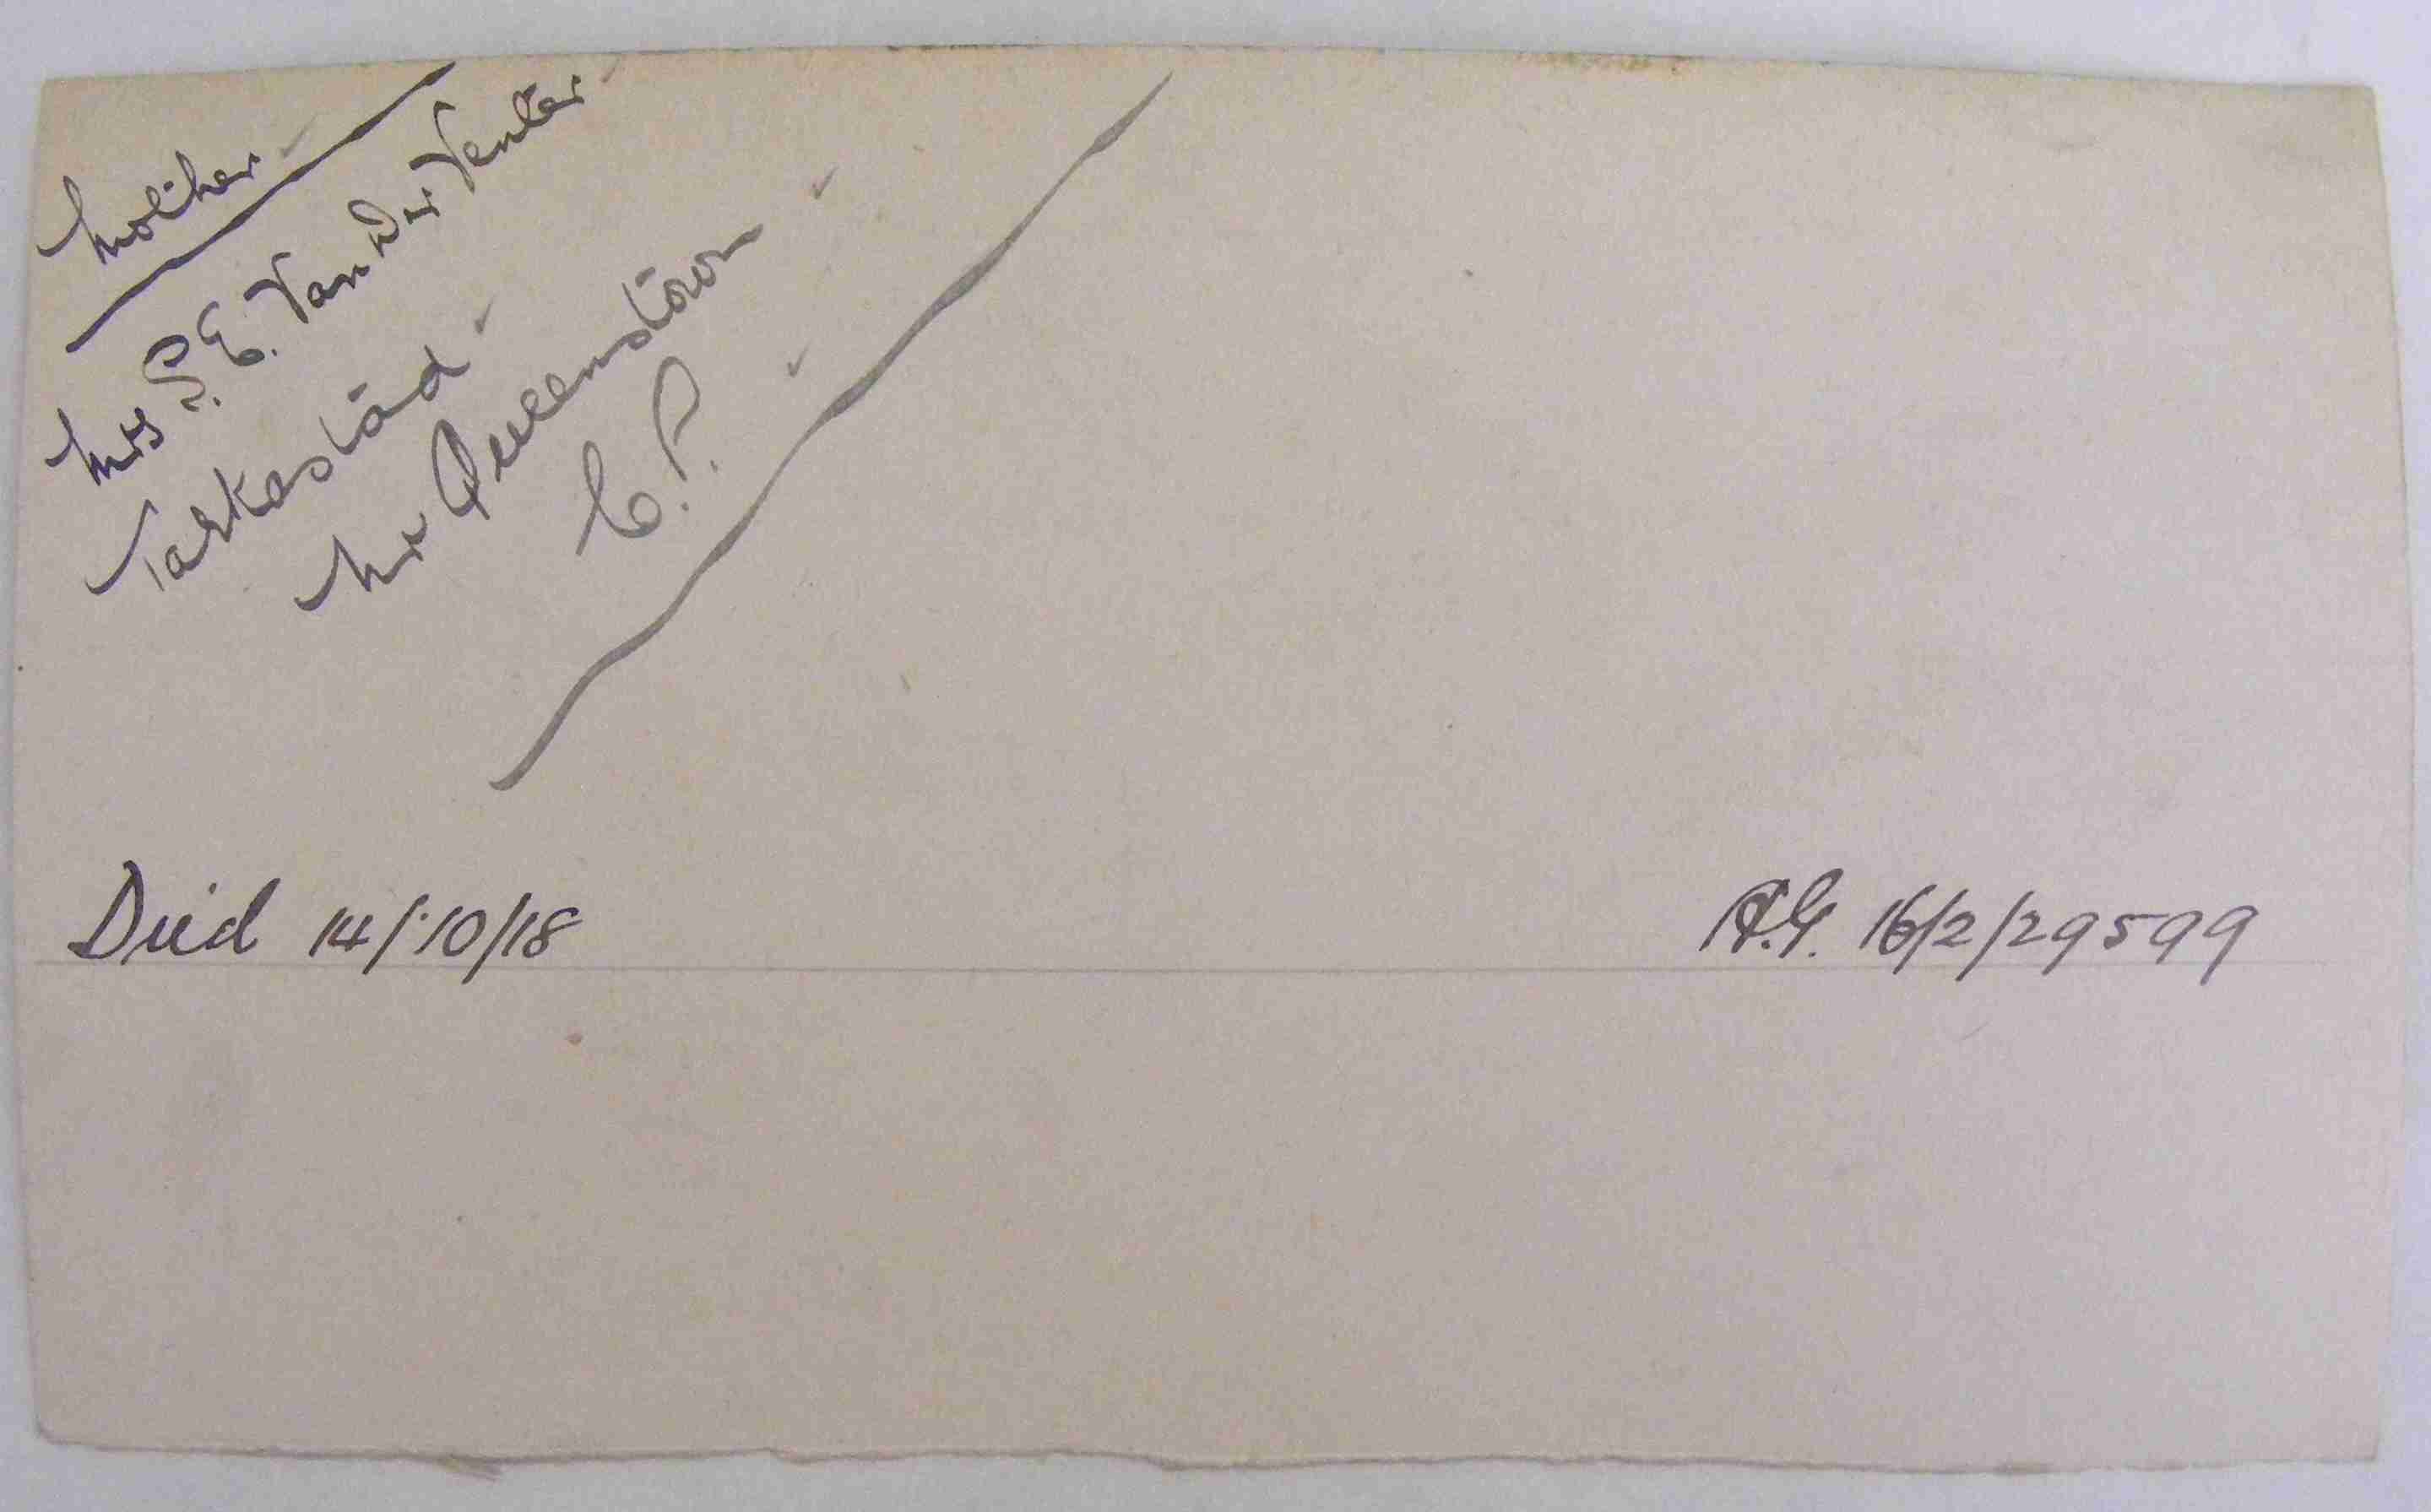 Mother
Mrs S. E. Van Der Venter
Tarkastad
Nr Queenstown
C.P.
Died 14/10/18
A.G. 16/2/29599